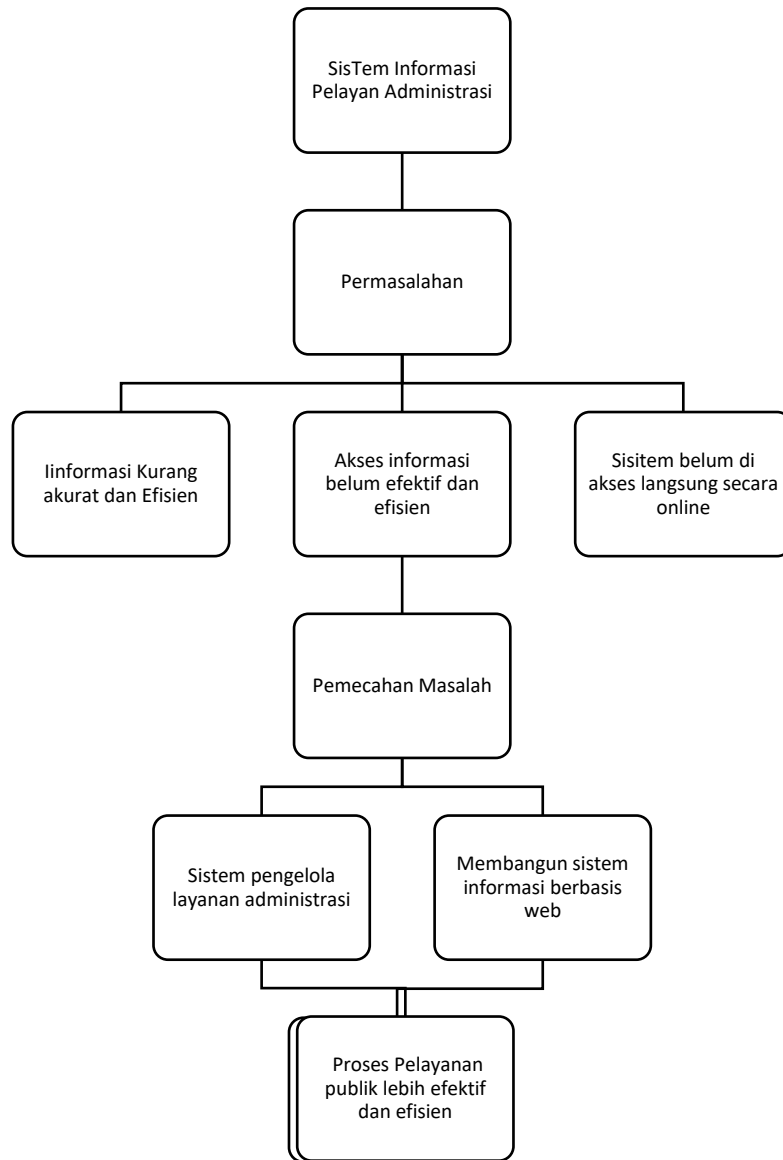 SisTem Informasi
Pelayan Administrasi
Permasalahan
Iinformasi Kurang
akurat dan Efisien
Akses informasi
belum efektif dan
efisien
Sisitem belum di
akses langsung secara
online
Pemecahan Masalah
Sistem pengelola
layanan administrasi
Membangun sistem
informasi berbasis
web
Proses Pelayanan
publik lebih efektif
dan efisien